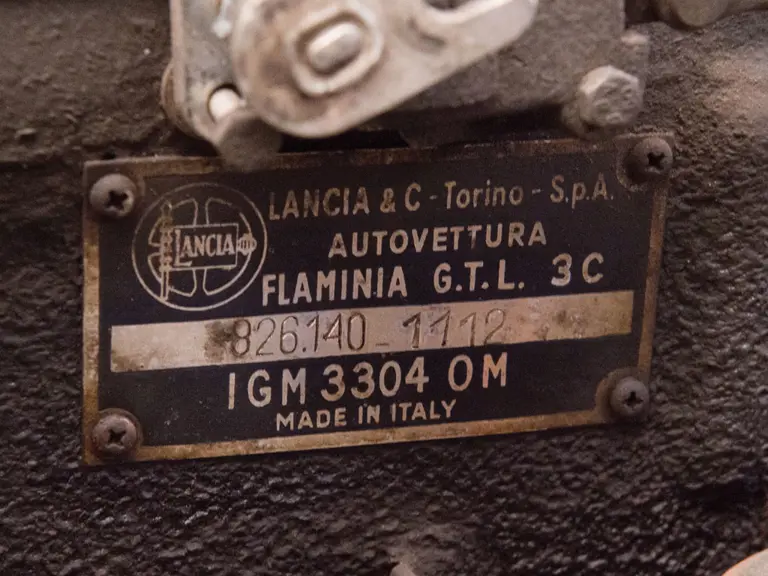 LANCIA & C - Torino - S.p.A.
LANCIA
AUTOVETTURA
FLAMINIA G.T.L. 3C
826.140-1112
IGM 3304 OM
MADE IN ITALY